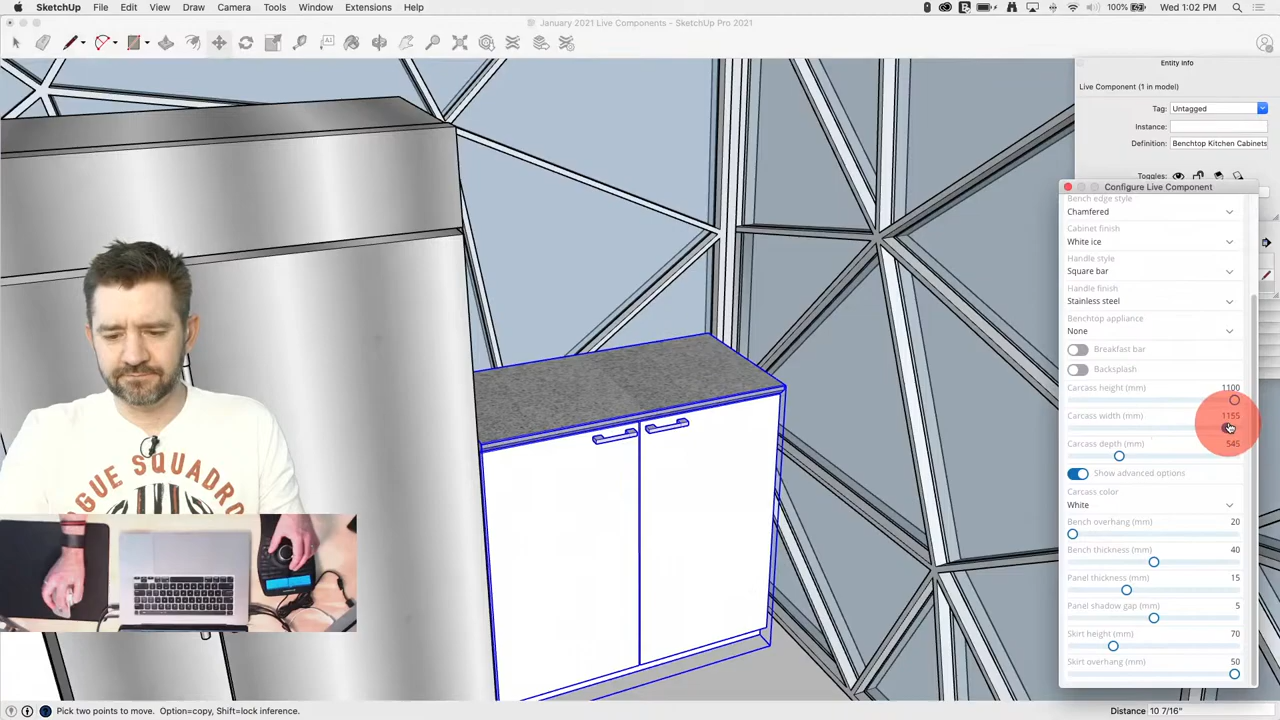 SketchUp File Edit View Draw Camera Tools Window Extensions Help 100% Wed 1:02 PM
January 2021 Live Components - SketchUp Pro 2021
Entity Info
Live Component (1 in model)
Tag: Untagged
Instance:
Definition: Benchtop Kitchen Cabinets
Toggles:
Configure Live Component
Bench edge style
Chamfered
Cabinet finish
White ice
Handle style
Square bar
Handle finish
Stainless steel
Benchtop appliance
None
Breakfast bar
Backsplash
Carcass height (mm) 1100
Carcass width (mm) 1155
Carcass depth (mm) 545
Show advanced options
Carcass color
White
Bench overhang (mm) 20
Bench thickness (mm) 40
Panel thickness (mm) 15
Panel shadow gap (mm) 5
Skirt height (mm) 70
Skirt overhang (mm) 50
GUE SQUADR
Pick two points to move. Option=copy, Shift=lock inference.
Distance 10 7/16"